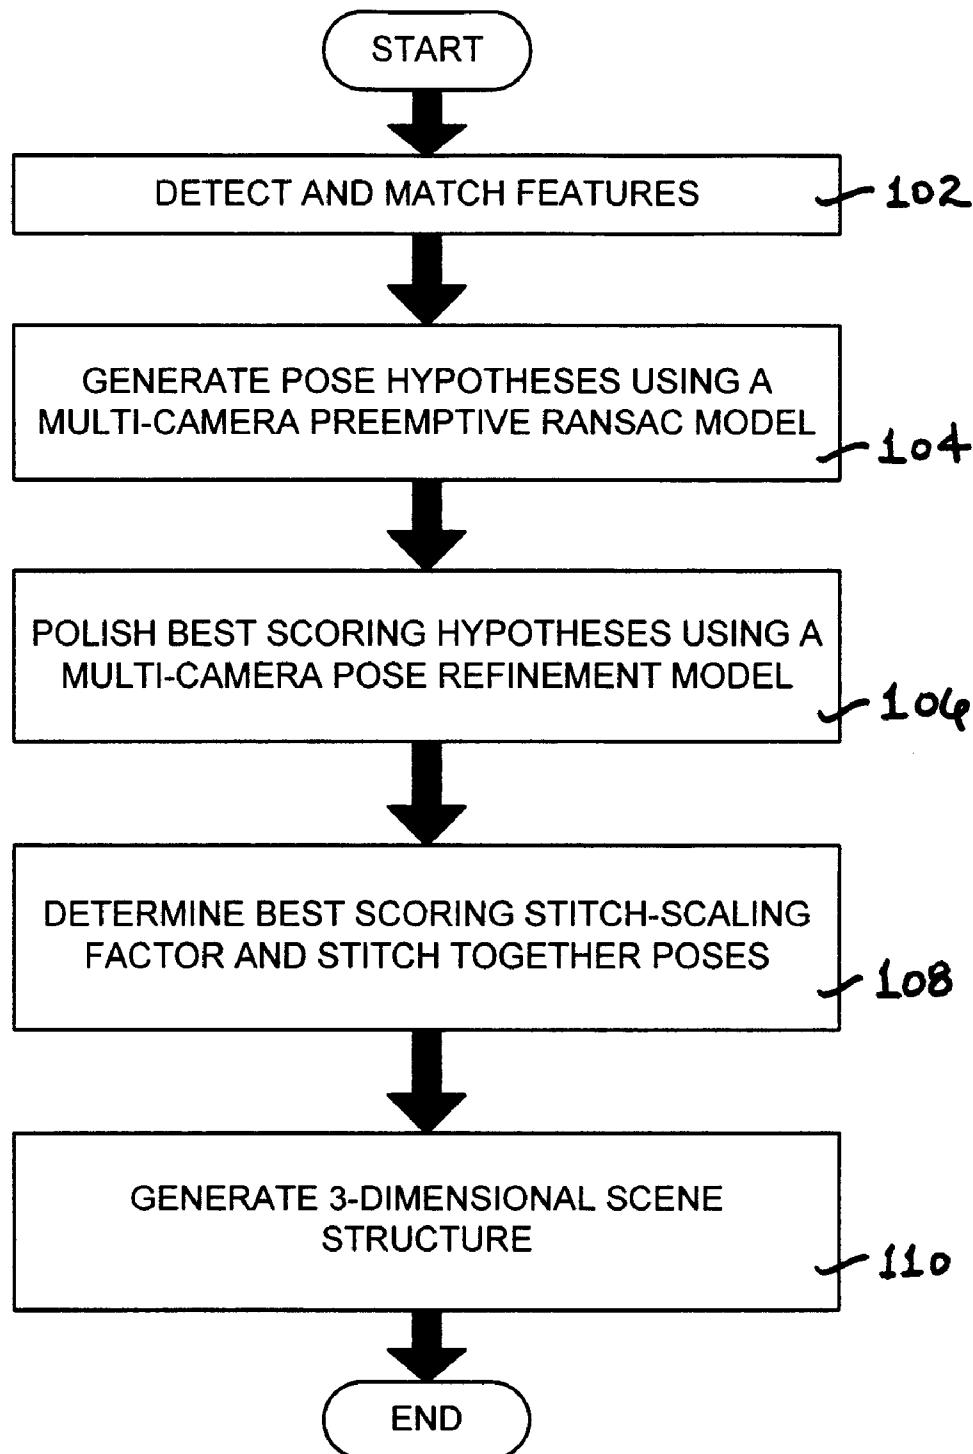 START
DETECT AND MATCH FEATURES
102
GENERATE POSE HYPOTHESES USING A
MULTI-CAMERA PREEMPTIVE RANSAC MODEL
104
POLISH BEST SCORING HYPOTHESES USING A
MULTI-CAMERA POSE REFINEMENT MODEL
106
DETERMINE BEST SCORING STITCH-SCALING
FACTOR AND STITCH TOGETHER POSES
108
GENERATE 3-DIMENSIONAL SCENE
STRUCTURE
110
END